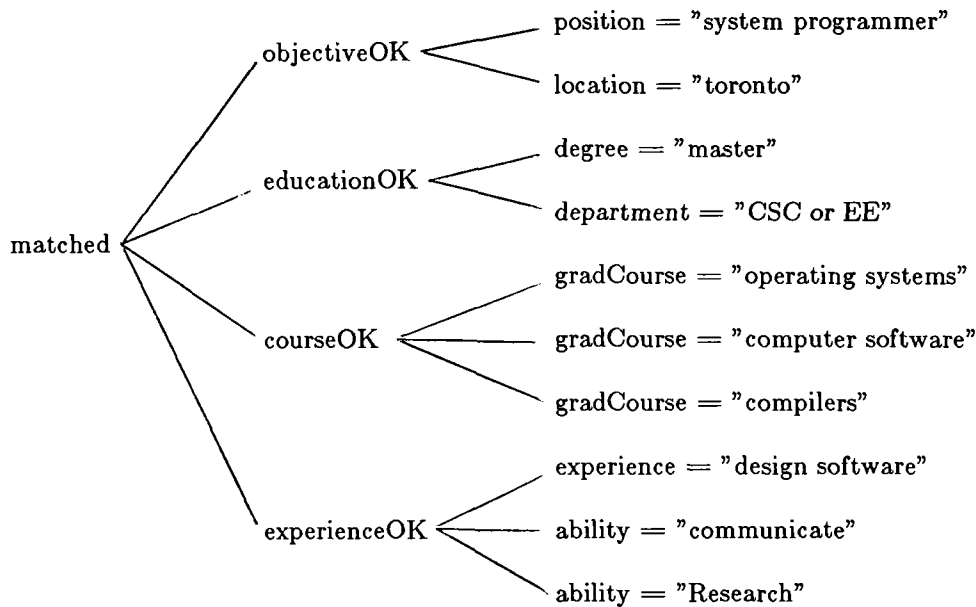 position = ”system programmer”
objectiveOK
location = ”toronto”
degree = ”master”
educationOK
department = ”CSC or EE”
matched
gradCourse = ”operating systems”
courseOK
gradCourse = ”computer software”
gradCourse = ”compilers”
experience = ”design software”
experienceOK
ability = ”communicate”
ability = ”Research”